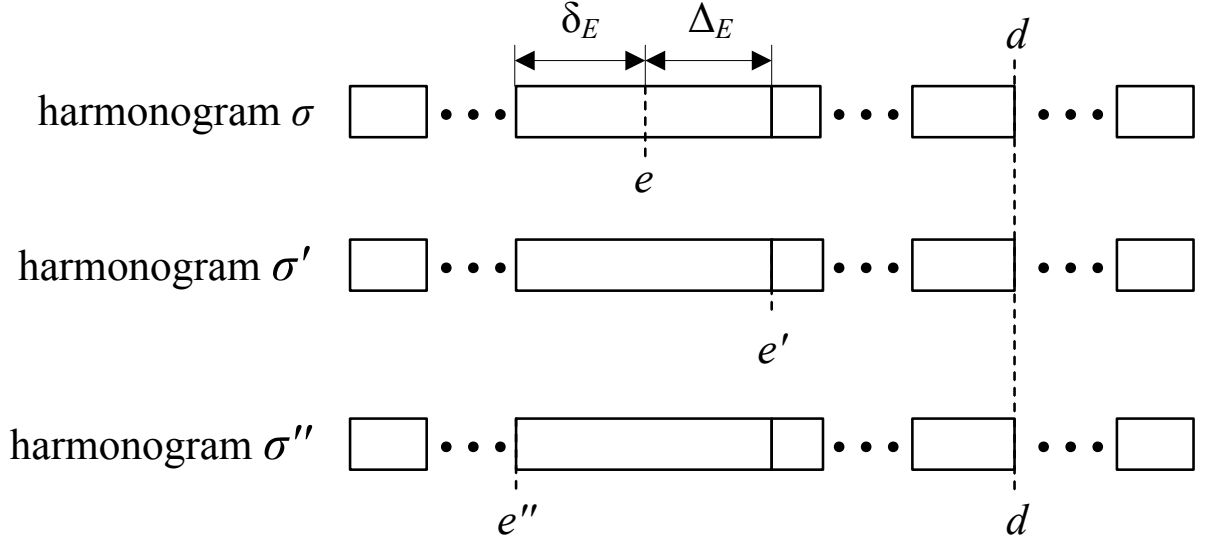 δ_E Δ_E d
harmonogram σ
e
harmonogram σ′
e′
harmonogram σ″
e″ d